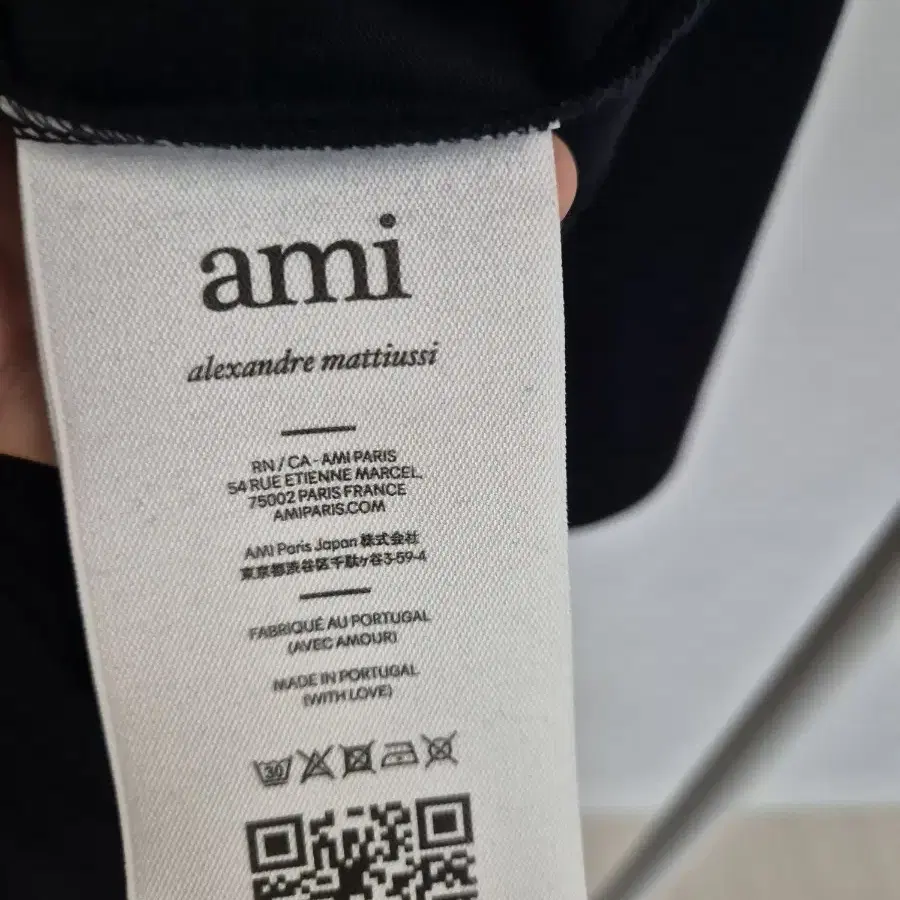 ami
alexandre mattiussi
RN / CA - AMI PARIS
54 RUE ETIENNE MARCEL,
75002 PARIS FRANCE
AMIPARIS.COM
AMI Paris Japan 株式会社
東京都渋谷区千駄ヶ谷3-59-4
FABRIQUÉ AU PORTUGAL
(AVEC AMOUR)
MADE IN PORTUGAL
(WITH LOVE)
30